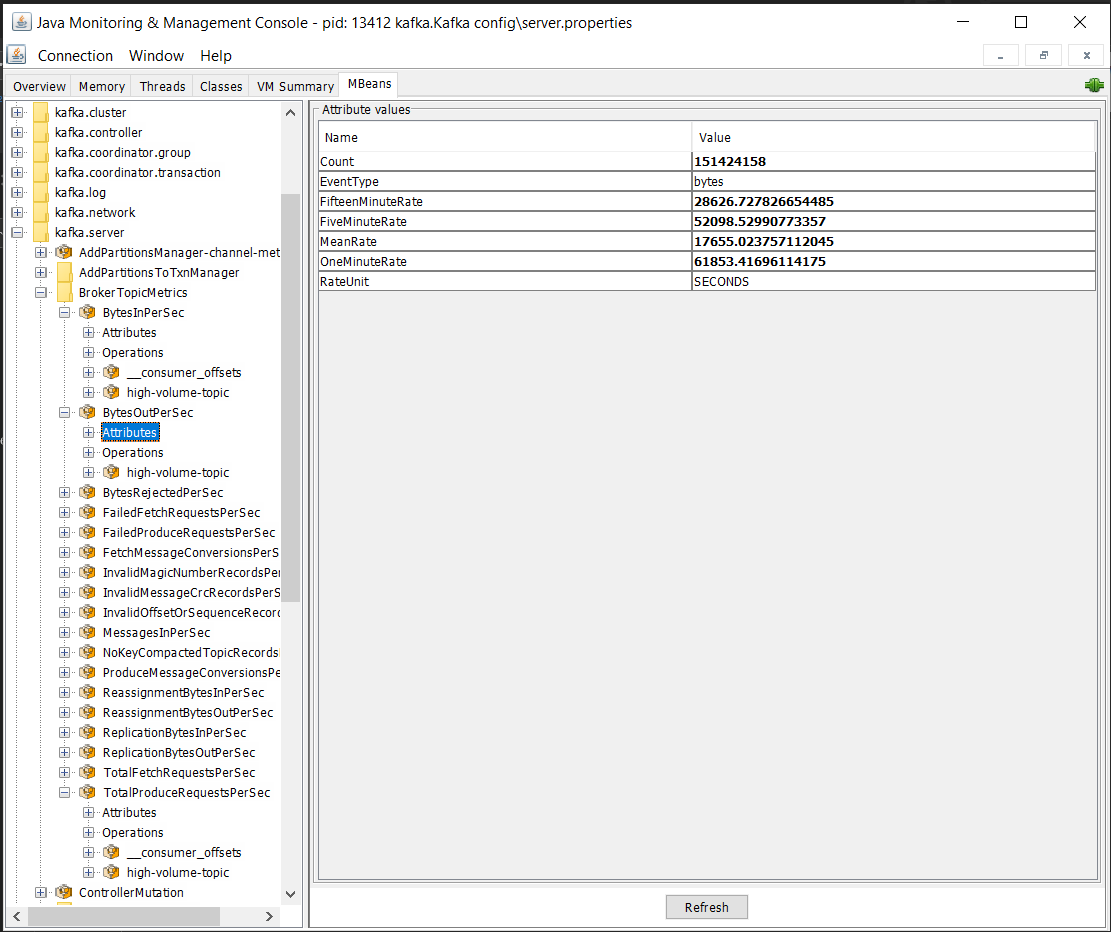 Java Monitoring & Management Console - pid: 13412 kafka.Kafka config\server.properties
Connection Window Help
Overview Memory Threads Classes VM Summary MBeans
kafka.cluster
kafka.controller
kafka.coordinator.group
kafka.coordinator.transaction
kafka.log
kafka.network
kafka.server
AddPartitionsManager-channel-met
AddPartitionsToTxnManager
BrokerTopicMetrics
BytesInPerSec
Attributes
Operations
__consumer_offsets
high-volume-topic
BytesOutPerSec
Attributes
Operations
high-volume-topic
BytesRejectedPerSec
FailedFetchRequestsPerSec
FailedProduceRequestsPerSec
FetchMessageConversionsPerS
InvalidMagicNumberRecordsPer
InvalidMessageCrcRecordsPerS
InvalidOffsetOrSequenceRecord
MessagesInPerSec
NoKeyCompactedTopicRecords
ProduceMessageConversionsPe
ReassignmentBytesInPerSec
ReassignmentBytesOutPerSec
ReplicationBytesInPerSec
ReplicationBytesOutPerSec
TotalFetchRequestsPerSec
TotalProduceRequestsPerSec
Attributes
Operations
__consumer_offsets
high-volume-topic
ControllerMutation
Attribute values
Name Value
Count 151424158
EventType bytes
FifteenMinuteRate 28626.727826654485
FiveMinuteRate 52098.52990773357
MeanRate 17655.023757112045
OneMinuteRate 61853.41696114175
RateUnit SECONDS
Refresh